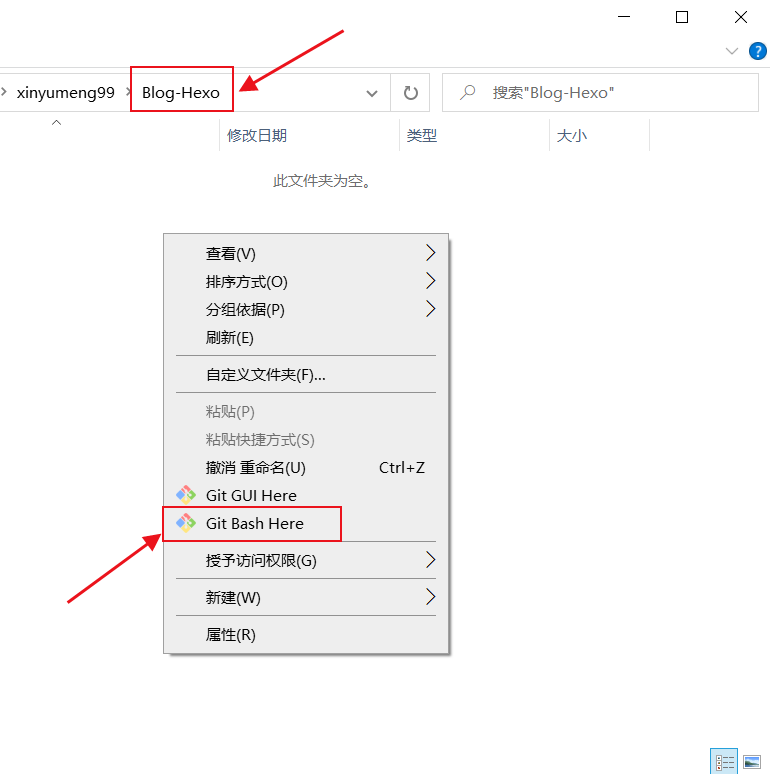 xinyumeng99 Blog-Hexo 搜索"Blog-Hexo"
修改日期 类型 大小
此文件夹为空。
查看(V)
排序方式(O)
分组依据(P)
刷新(E)
自定义文件夹(F)...
粘贴(P)
粘贴快捷方式(S)
撤消 重命名(U) Ctrl+Z
Git GUI Here
Git Bash Here
授予访问权限(G)
新建(W)
属性(R)